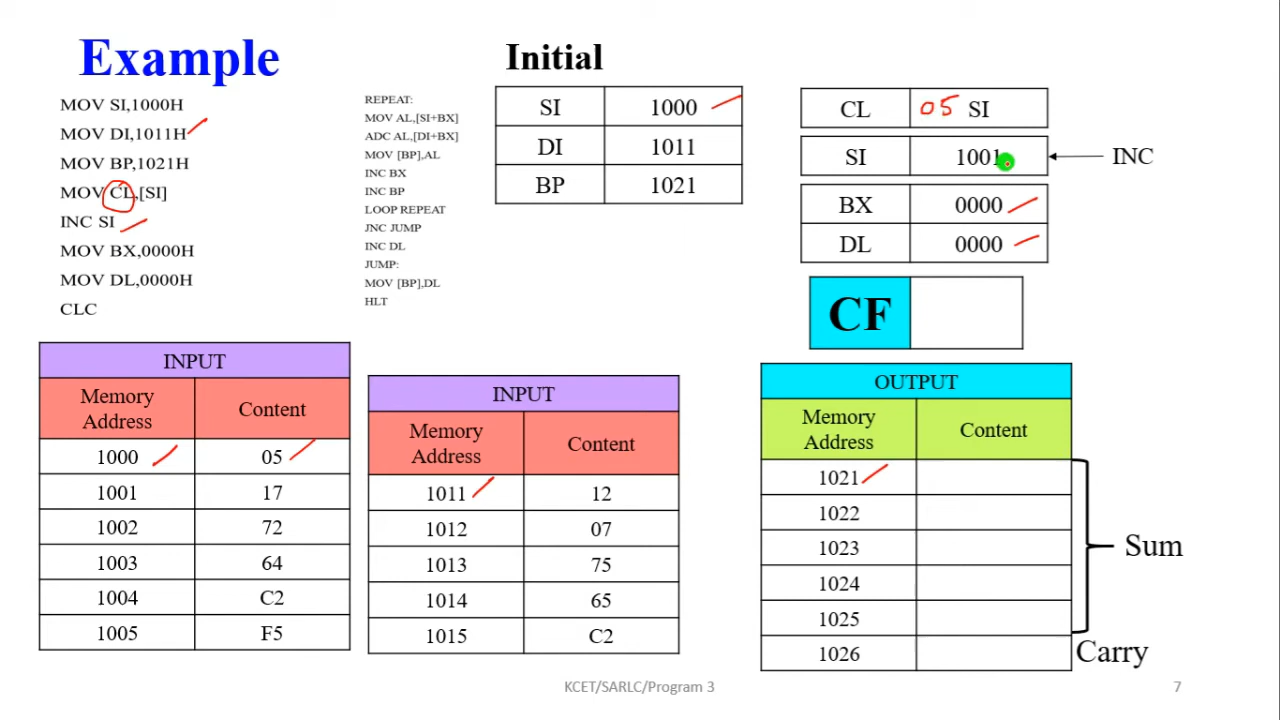 Example
MOV SI,1000H
MOV DI,1011H
MOV BP,1021H
MOV CL,[SI]
INC SI
MOV BX,0000H
MOV DL,0000H
CLC
REPEAT:
MOV AL,[SI+BX]
ADC AL,[DI+BX]
MOV [BP],AL
INC BX
INC BP
LOOP REPEAT
JNC JUMP
INC DL
JUMP:
MOV [BP],DL
HLT
Initial
SI 1000
DI 1011
BP 1021
CL 05 SI
SI 1001 INC
BX 0000
DL 0000
CF
INPUT
Memory Address Content
1000 05
1001 17
1002 72
1003 64
1004 C2
1005 F5
INPUT
Memory Address Content
1011 12
1012 07
1013 75
1014 65
1015 C2
OUTPUT
Memory Address Content
1021
1022
1023
1024
1025
1026
Sum
Carry
KCET/SARLC/Program 3
7